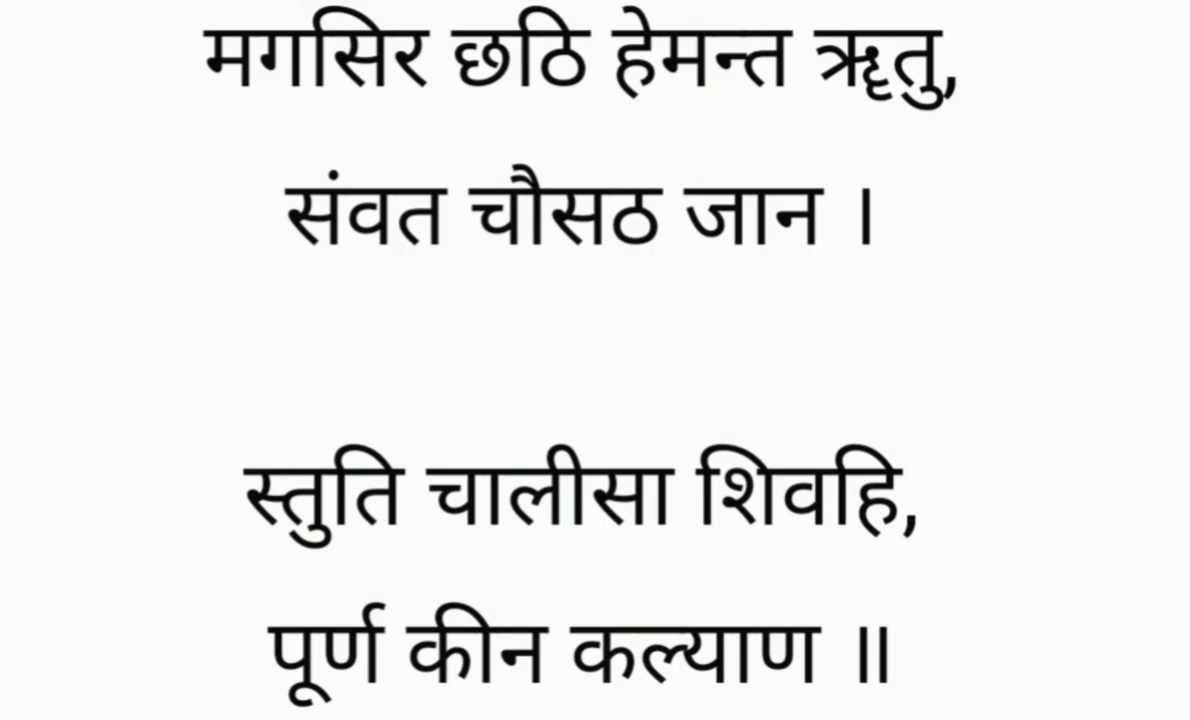 मगसिर छठि हेमन्त ॠतु,
संवत चौसठ जान ।
स्तुति चालीसा शिवहि,
पूर्ण कीन कल्याण ॥